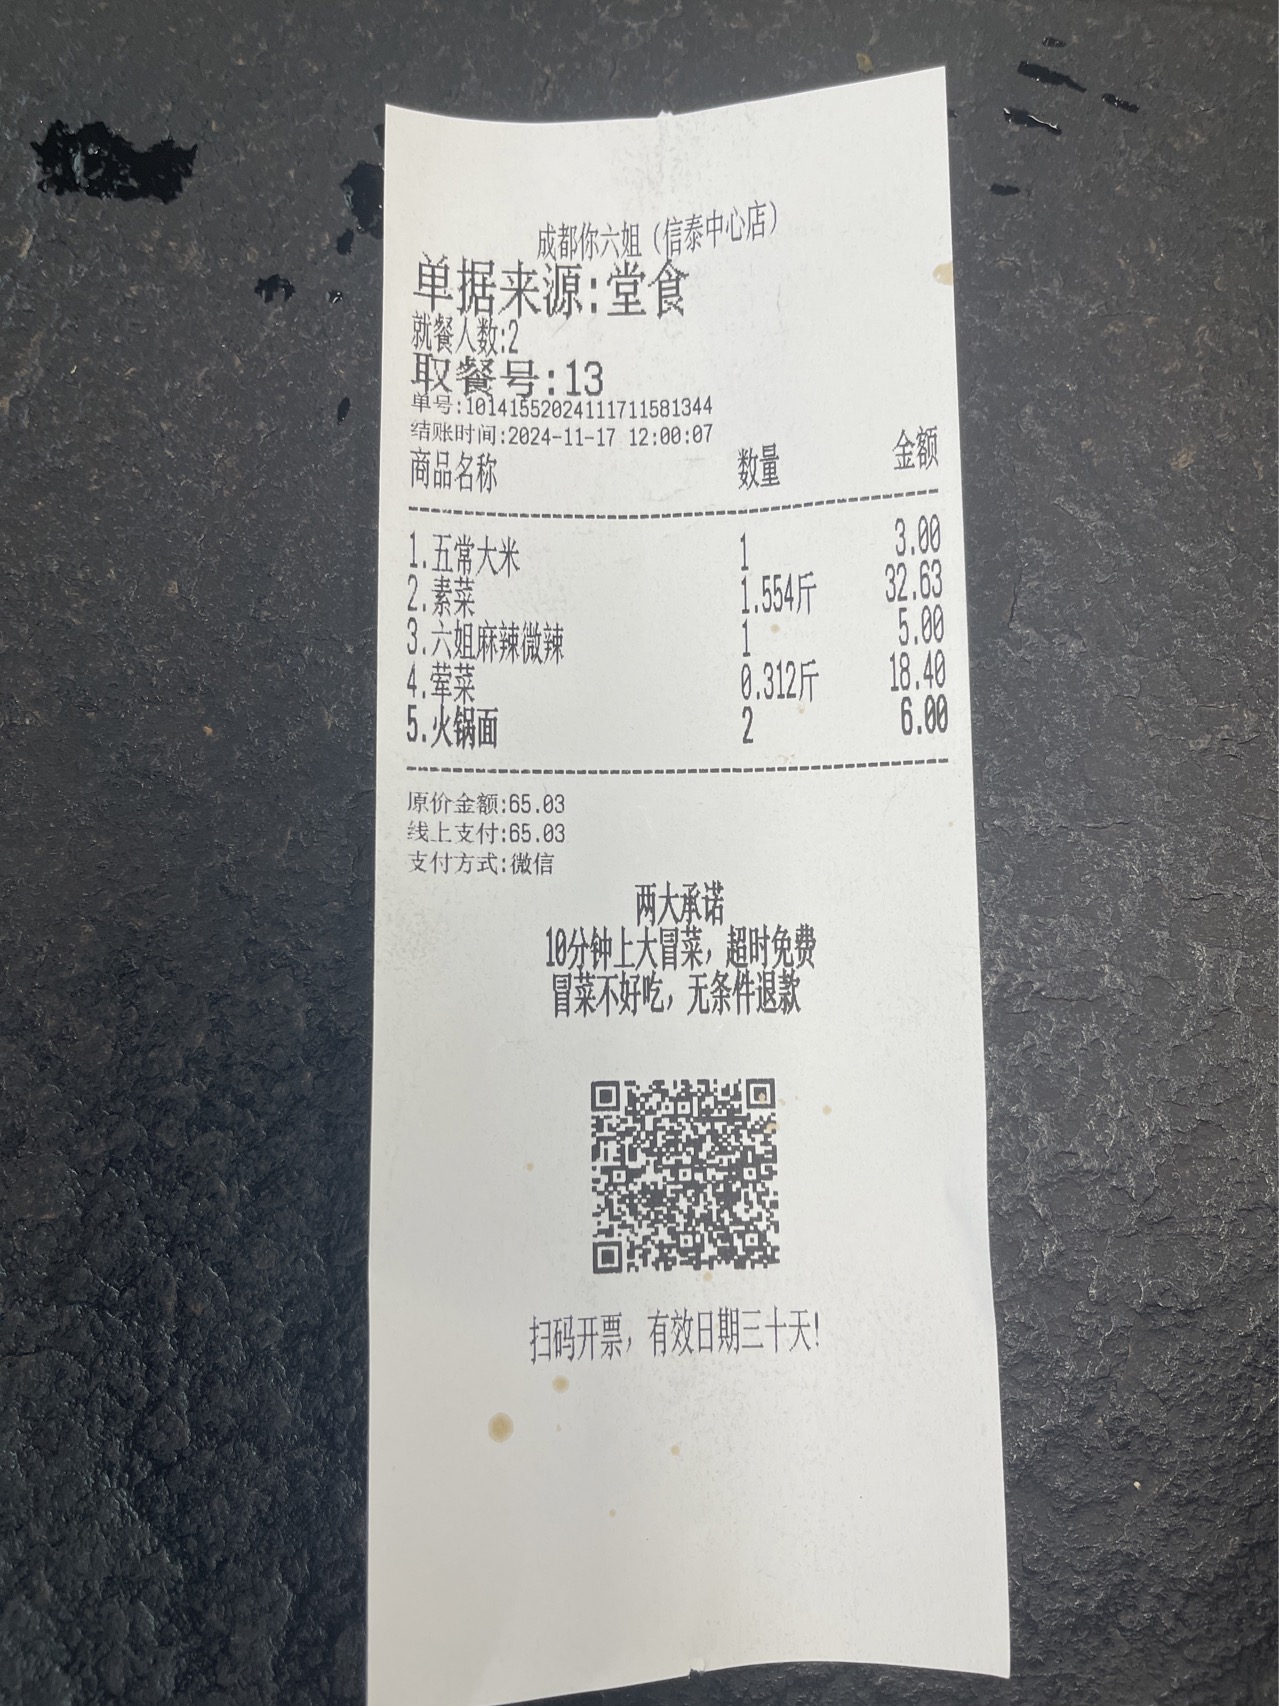 成都你六姐（信泰中心店）
单据来源:堂食
就餐人数:2
取餐号:13
单号:10141552024111711581344
结账时间:2024-11-17 12:00:07
商品名称 数量 金额
1.五常大米 1 3.00
2.素菜 1.554斤 32.63
3.六姐麻辣微辣 1 5.00
4.荤菜 0.312斤 18.40
5.火锅面 2 6.00
原价金额:65.03
线上支付:65.03
支付方式:微信
两大承诺
10分钟上大冒菜，超时免费
冒菜不好吃，无条件退款
扫码开票，有效日期三十天!